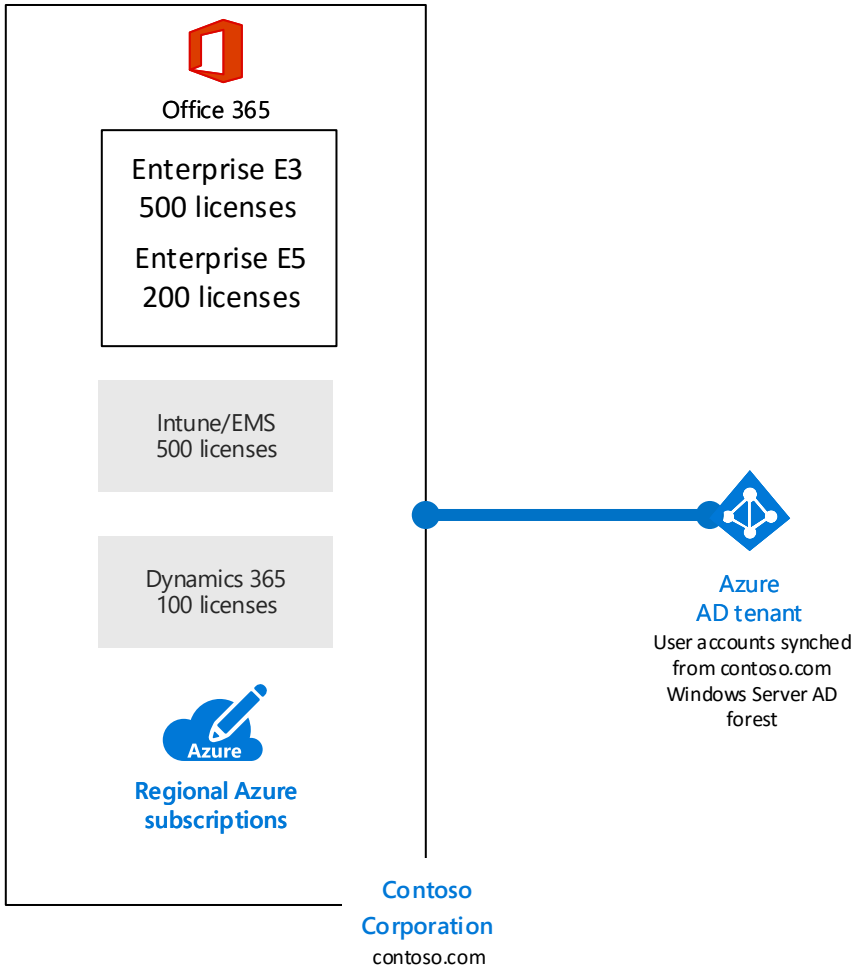 Office 365
Enterprise E3
500 licenses
Enterprise E5
200 licenses
Intune/EMS
500 licenses
Dynamics 365
100 licenses
Azure
Regional Azure
subscriptions
Azure
AD tenant
User accounts synched
from contoso.com
Windows Server AD
forest
Contoso
Corporation
contoso.com